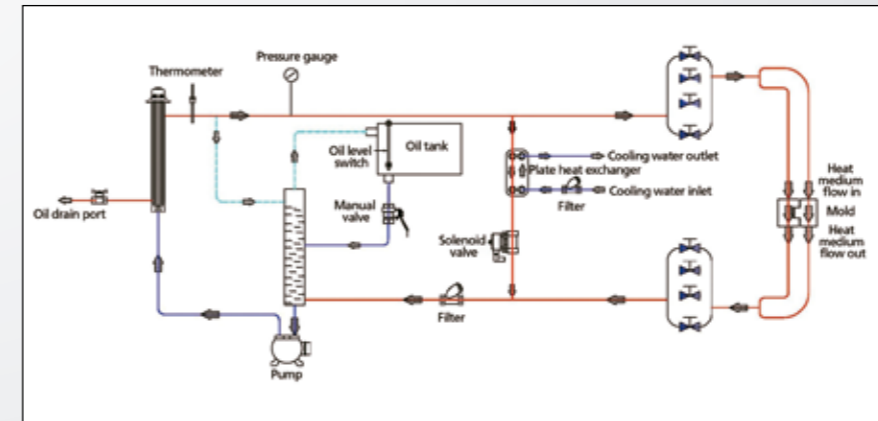 Pressure gauge
Thermometer
Oil level
switch
Oil tank
Cooling water outlet
Plate heat exchanger
Cooling water inlet
Filter
Heat
medium
flow in
Mold
Heat
medium
flow out
Manual
valve
Oil drain port
Solenoid
valve
Filter
Pump